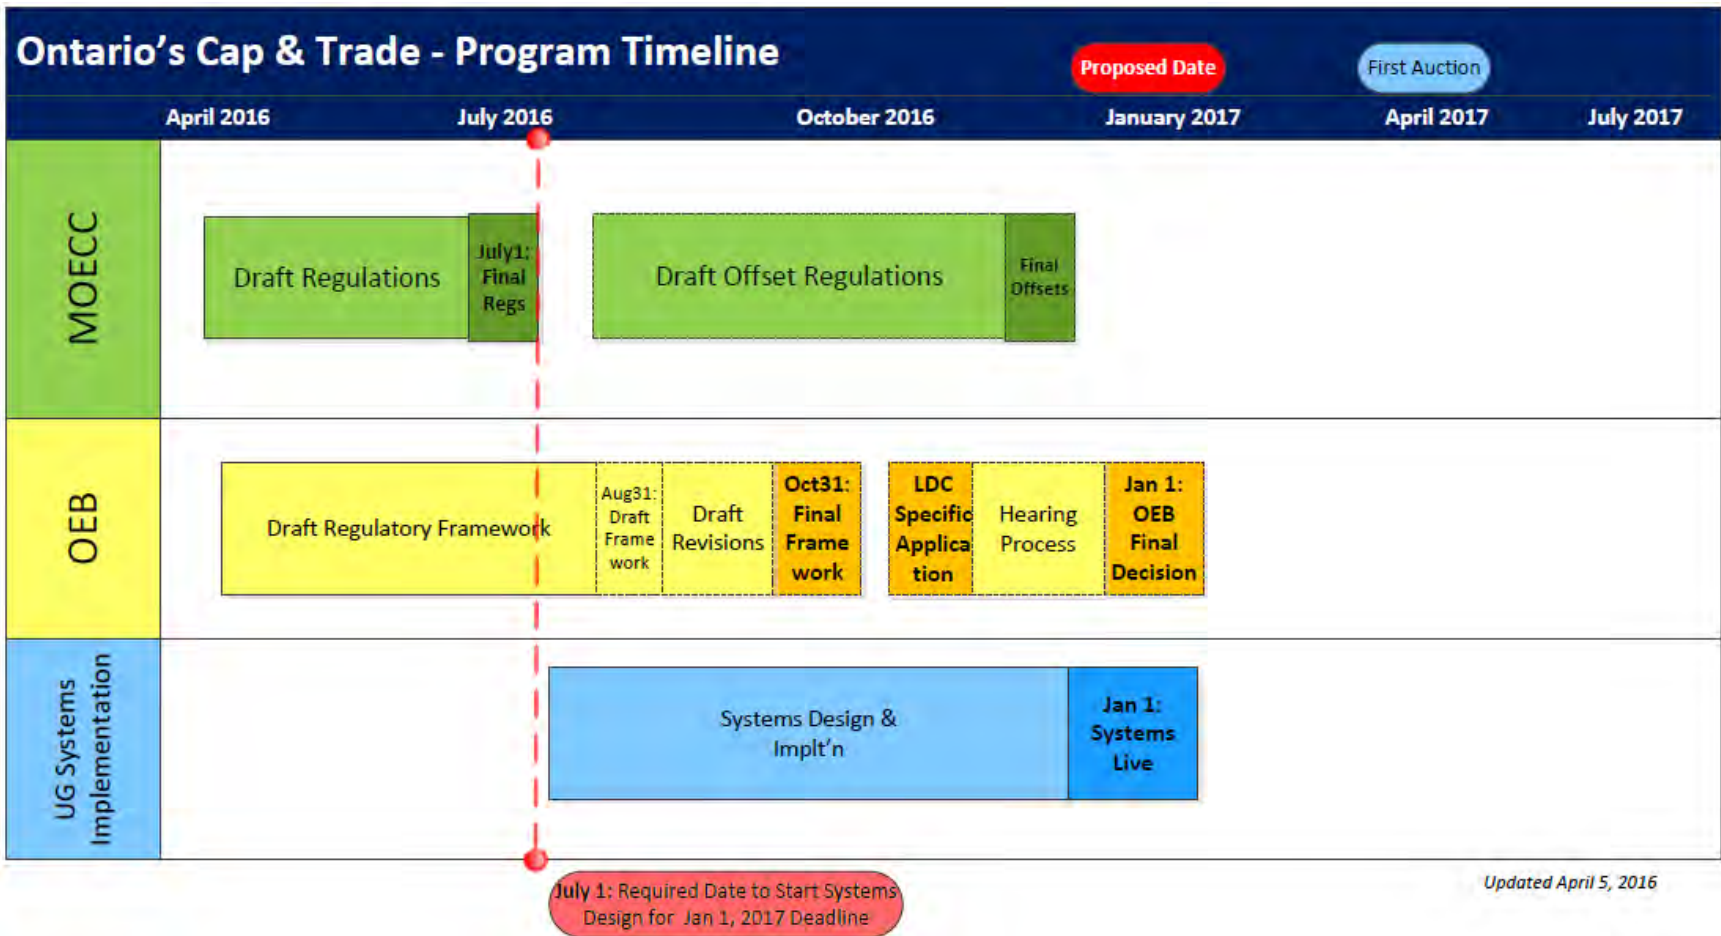 Ontario's Cap & Trade - Program Timeline
Proposed Date
First Auction
April 2016
July 2016
October 2016
January 2017
April 2017
July 2017
MOECC
Draft Regulations
July1:
Final
Regs
Draft Offset Regulations
Final
Offsets
OEB
Draft Regulatory Framework
Aug31:
Draft
Frame
work
Draft
Revisions
Oct31:
Final
Frame
work
LDC
Specific
Applica
tion
Hearing
Process
Jan 1:
OEB
Final
Decision
UG Systems
Implementation
Systems Design &
Implt'n
Jan 1:
Systems
Live
July 1: Required Date to Start Systems
Design for Jan 1, 2017 Deadline
Updated April 5, 2016